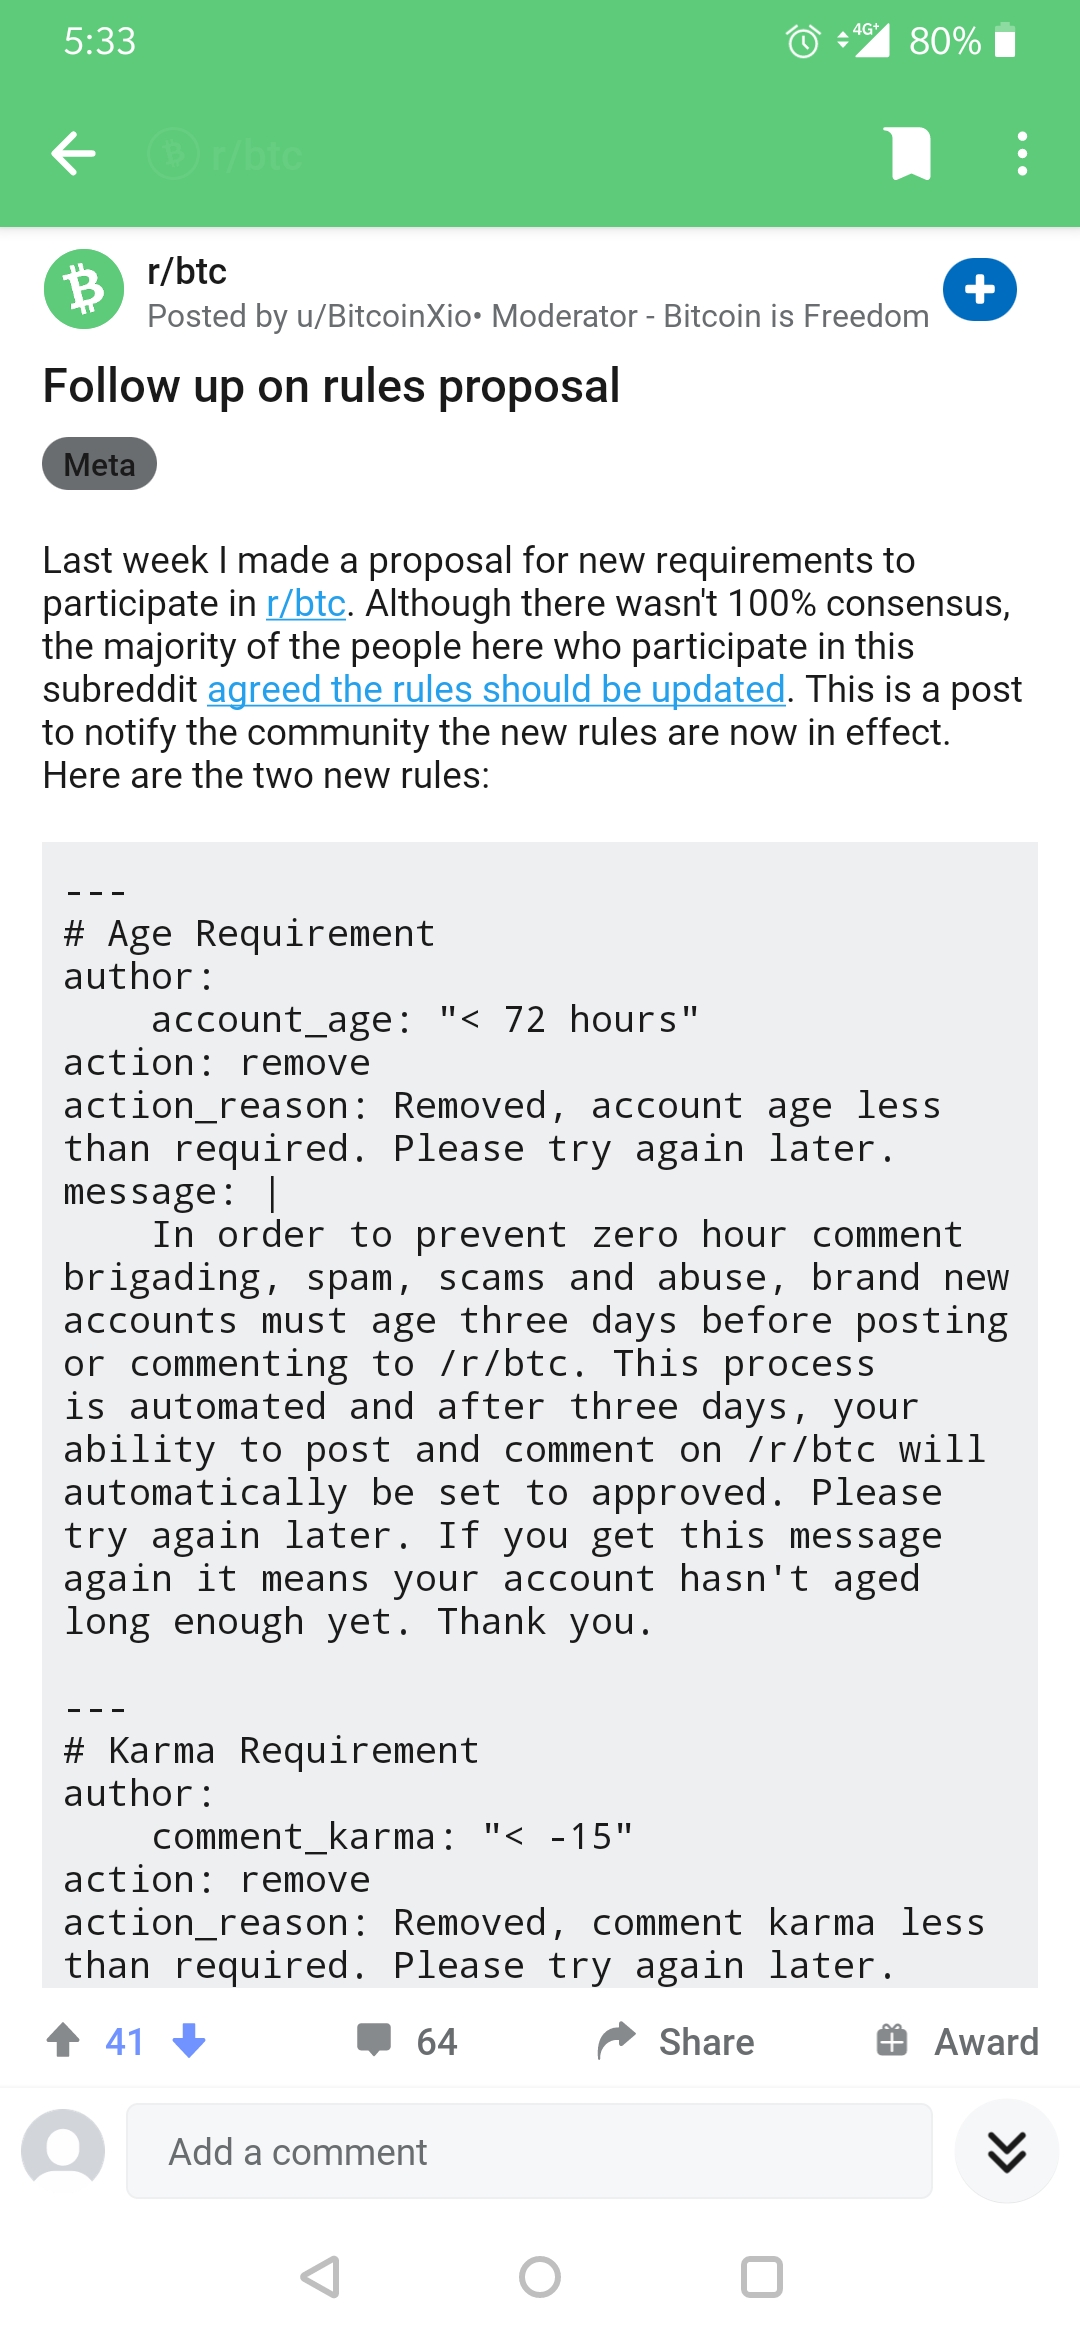 5:33
4G+ 80%
r/btc
r/btc
Posted by u/BitcoinXio• Moderator - Bitcoin is Freedom
Follow up on rules proposal
Meta
Last week I made a proposal for new requirements to
participate in r/btc. Although there wasn't 100% consensus,
the majority of the people here who participate in this
subreddit agreed the rules should be updated. This is a post
to notify the community the new rules are now in effect.
Here are the two new rules:
---
# Age Requirement
author:
    account_age: "< 72 hours"
action: remove
action_reason: Removed, account age less
than required. Please try again later.
message: |
    In order to prevent zero hour comment
brigading, spam, scams and abuse, brand new
accounts must age three days before posting
or commenting to /r/btc. This process
is automated and after three days, your
ability to post and comment on /r/btc will
automatically be set to approved. Please
try again later. If you get this message
again it means your account hasn't aged
long enough yet. Thank you.
---
# Karma Requirement
author:
    comment_karma: "< -15"
action: remove
action_reason: Removed, comment karma less
than required. Please try again later.
41 64 Share Award
Add a comment